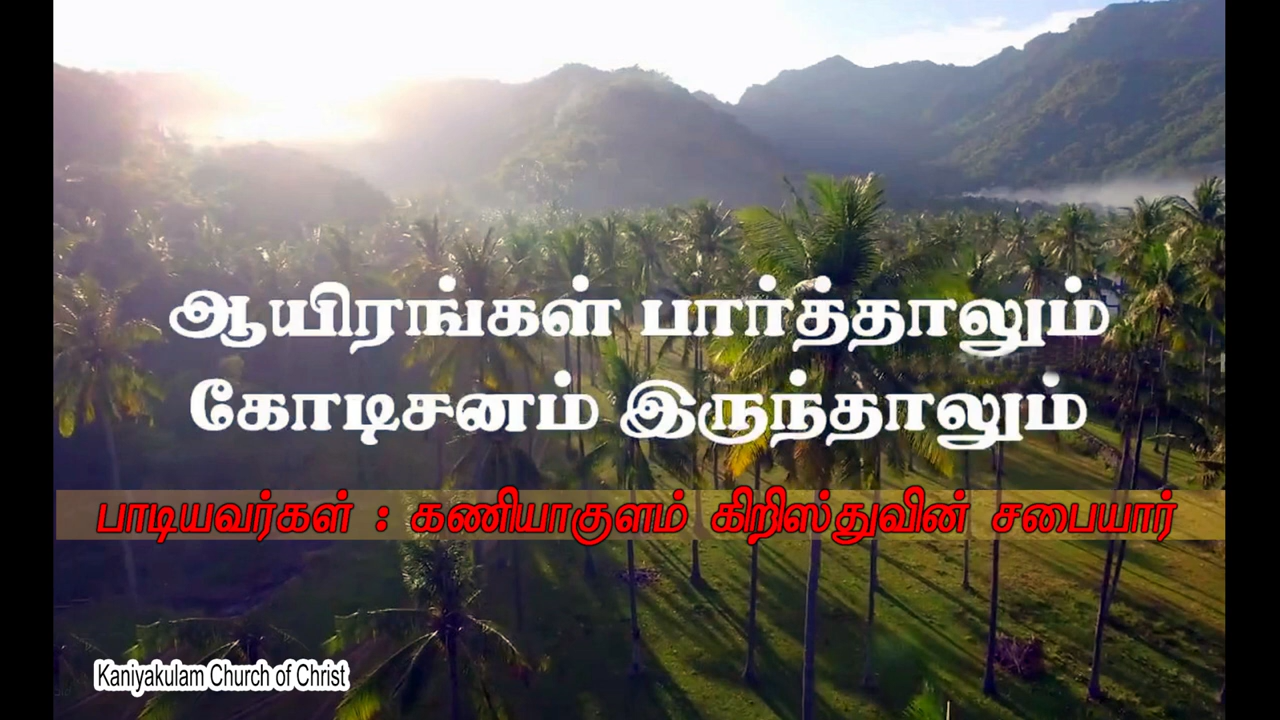 ஆயிரங்கள் பார்த்தாலும்
கோடிசனம் இருந்தாலும்
பாடியவர்கள் : கணியாகுளம் கிறிஸ்துவின் சபையார்
Kaniyakulam Church of Christ